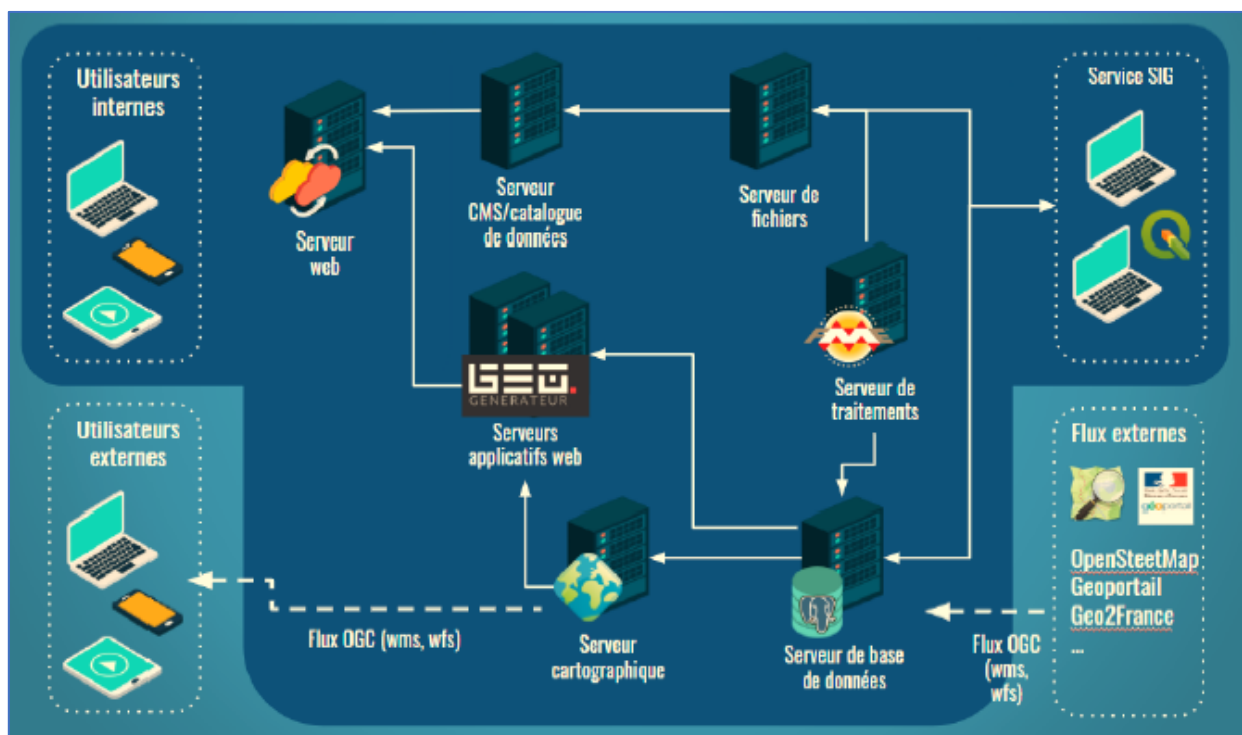 Utilisateurs
internes
Serveur
web
Serveur
CMS/catalogue
de données
Serveur de
fichiers
Service SIG
GEO.
GENERATEUR
Serveurs
applicatifs web
FME
Serveur de
traitements
Utilisateurs
externes
Flux OGC (wms, wfs)
Serveur
cartographique
Serveur de base
de données
Flux OGC
(wms,
wfs)
Flux externes
géoportail
OpenSteetMap
Geoportail
Geo2France
...